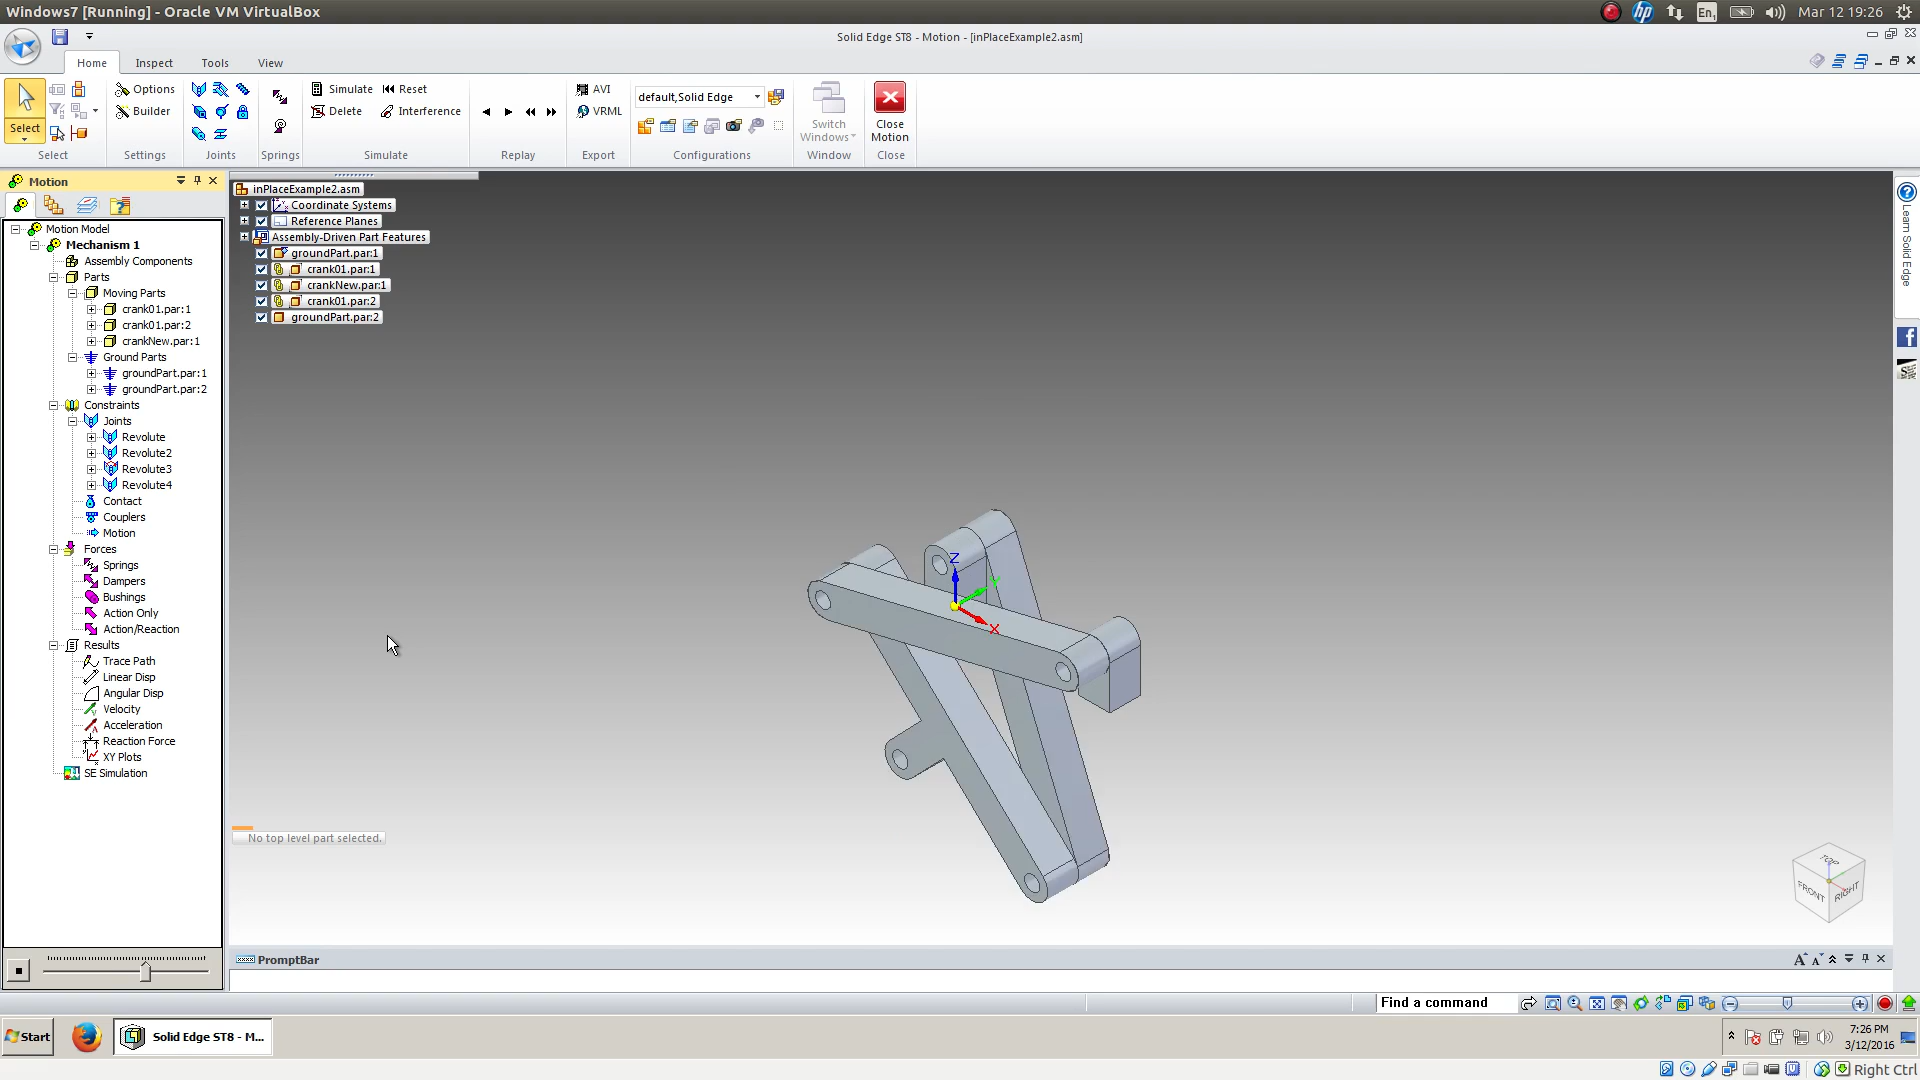 Windows7 [Running] - Oracle VM VirtualBox
En1
Mar 12 19:26
Solid Edge ST8 - Motion - [inPlaceExample2.asm]
Home
Inspect
Tools
View
Select
Select
Options
Builder
Settings
Joints
Springs
Simulate
Reset
Delete
Interference
Simulate
Replay
AVI
VRML
Export
default,Solid Edge
Configurations
Switch
Windows
Window
Close
Motion
Close
Motion
Motion Model
Mechanism 1
Assembly Components
Parts
Moving Parts
crank01.par:1
crank01.par:2
crankNew.par:1
Ground Parts
groundPart.par:1
groundPart.par:2
Constraints
Joints
Revolute
Revolute2
Revolute3
Revolute4
Contact
Couplers
Motion
Forces
Springs
Dampers
Bushings
Action Only
Action/Reaction
Results
Trace Path
Linear Disp
Angular Disp
Velocity
Acceleration
Reaction Force
XY Plots
SE Simulation
inPlaceExample2.asm
Coordinate Systems
Reference Planes
Assembly-Driven Part Features
groundPart.par:1
crank01.par:1
crankNew.par:1
crank01.par:2
groundPart.par:2
Z
Y
X
No top level part selected.
TOP
FRONT
RIGHT
Learn Solid Edge
PromptBar
Find a command
Start
Solid Edge ST8 - M...
7:26 PM
3/12/2016
Right Ctrl